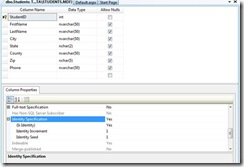 dbo.Students: T...TA\STUDENTS.MDF) Default.aspx Start Page
Column Name Data Type Allow Nulls
StudentID int
FirstName nvarchar(50)
LastName nvarchar(50)
City nvarchar(50)
State nchar(2)
County nvarchar(50)
Zip nchar(5)
Phone nvarchar(50)
Column Properties
Full-text Specification No
Has Non-SQL Server Subscriber No
Identity Specification Yes
(Is Identity) Yes
Identity Increment 1
Identity Seed 1
Indexable Yes
Merge-published No
Identity Specification